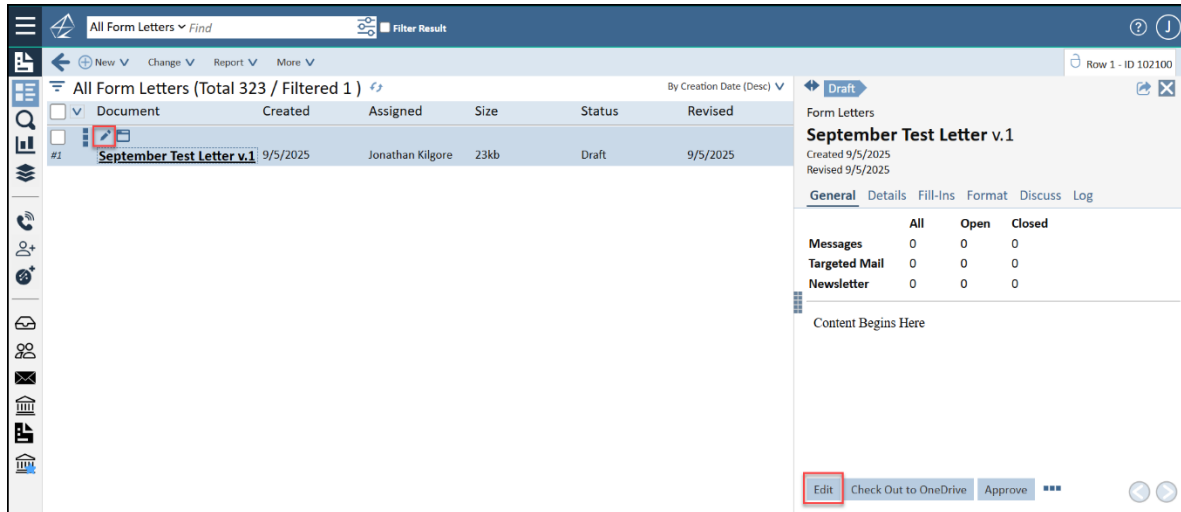 All Form Letters Find Filter Result J
New Change Report More Row 1 - ID 102100
All Form Letters (Total 323 / Filtered 1 ) By Creation Date (Desc)
Document Created Assigned Size Status Revised
#1 September Test Letter v.1 9/5/2025 Jonathan Kilgore 23kb Draft 9/5/2025
Draft
Form Letters
September Test Letter v.1
Created 9/5/2025
Revised 9/5/2025
General Details Fill-Ins Format Discuss Log
All Open Closed
Messages 0 0 0
Targeted Mail 0 0 0
Newsletter 0 0 0
Content Begins Here
Edit Check Out to OneDrive Approve